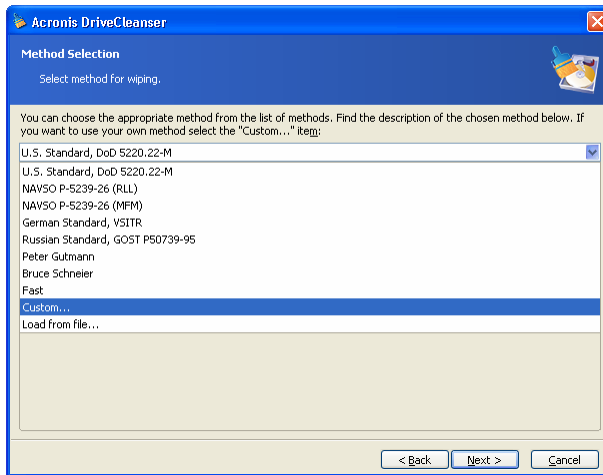 Acronis DriveCleanser
Method Selection
Select method for wiping.
You can choose the appropriate method from the list of methods. Find the description of the chosen method below. If
you want to use your own method select the "Custom..." item:
U.S. Standard, DoD 5220.22-M
U.S. Standard, DoD 5220.22-M
NAVSO P-5239-26 (RLL)
NAVSO P-5239-26 (MFM)
German Standard, VSITR
Russian Standard, GOST P50739-95
Peter Gutmann
Bruce Schneier
Fast
Custom...
Load from file...
< Back
Next >
Cancel